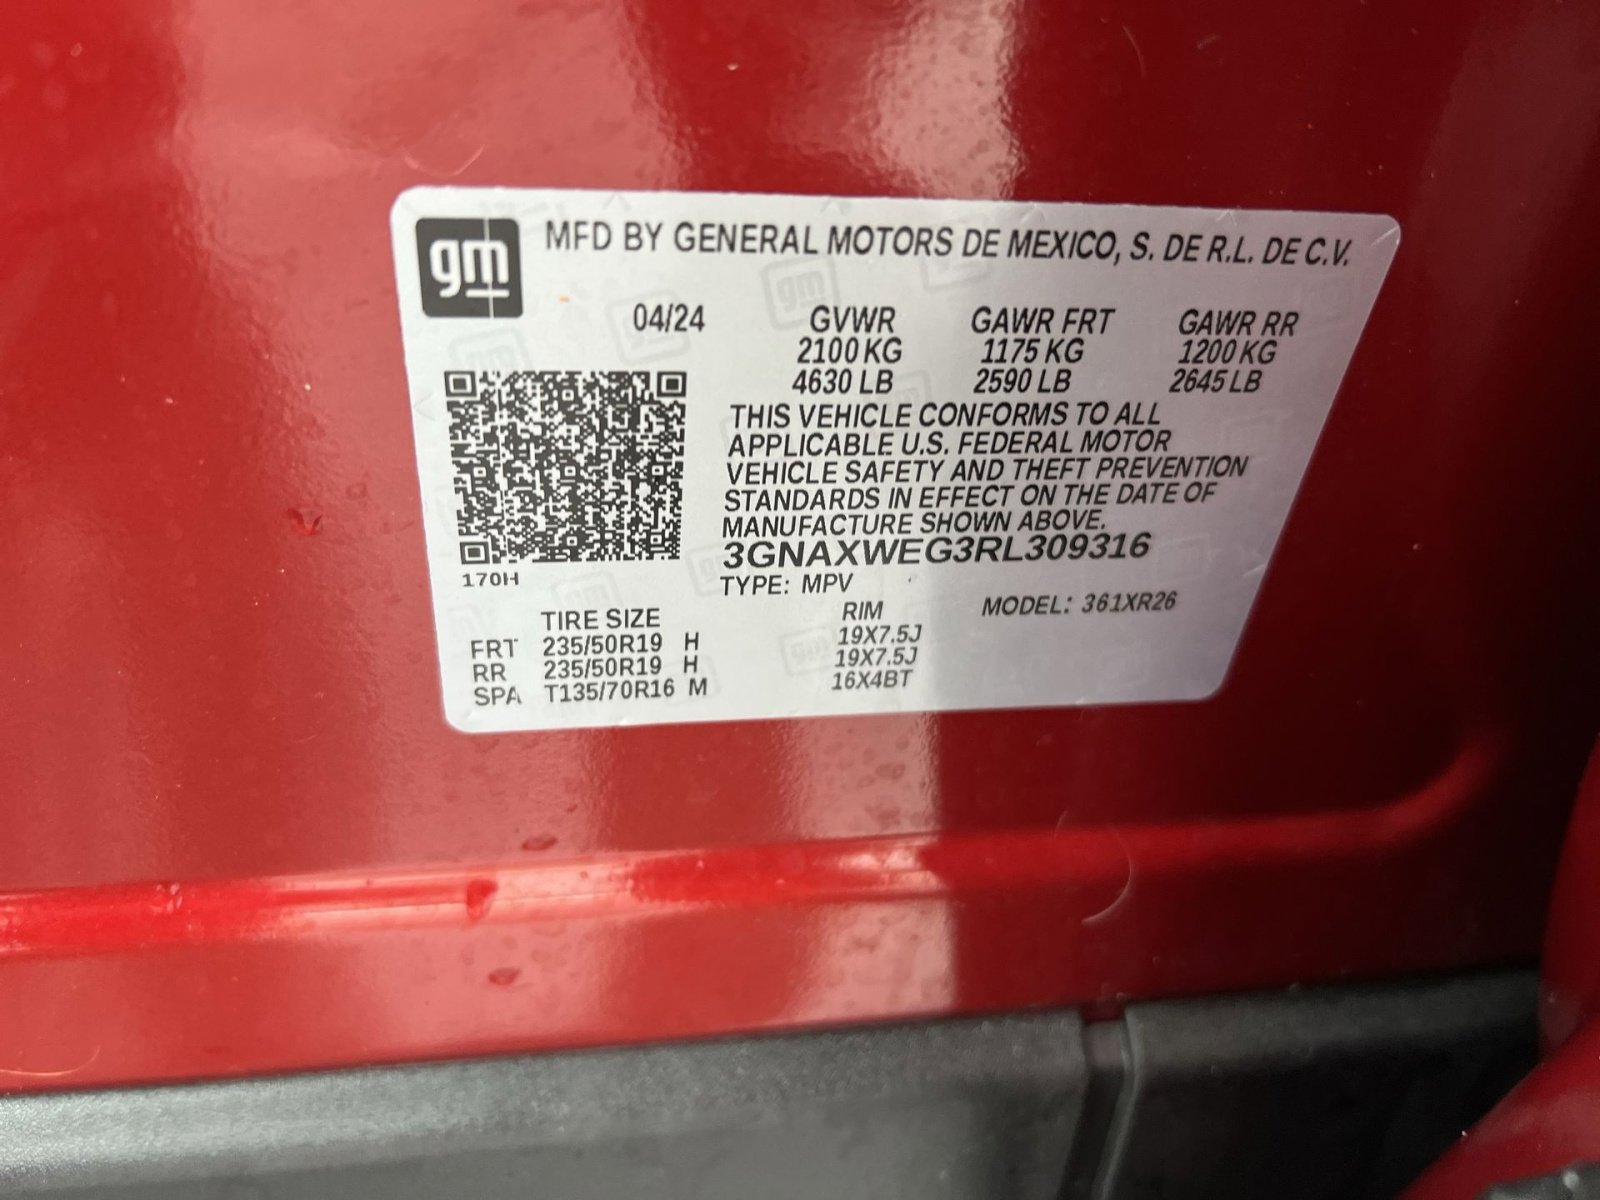 gm MFD BY GENERAL MOTORS DE MEXICO, S. DE R.L. DE C.V.
04/24 GVWR GAWR FRT GAWR RR
2100 KG 1175 KG 1200 KG
4630 LB 2590 LB 2645 LB
THIS VEHICLE CONFORMS TO ALL
APPLICABLE U.S. FEDERAL MOTOR
VEHICLE SAFETY AND THEFT PREVENTION
STANDARDS IN EFFECT ON THE DATE OF
MANUFACTURE SHOWN ABOVE.
3GNAXWEG3RL309316
170H
TYPE: MPV
TIRE SIZE RIM MODEL: 361XR26
FRT 235/50R19 H 19X7.5J
RR 235/50R19 H 19X7.5J
SPA T135/70R16 M 16X4BT